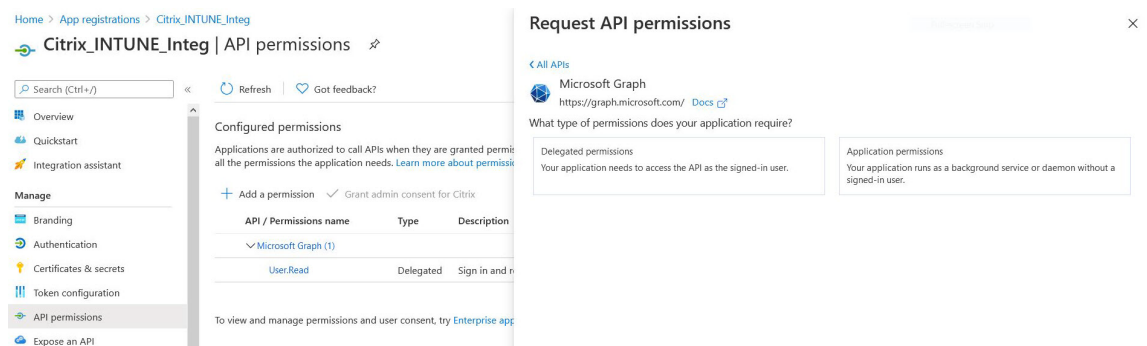 Home > App registrations > Citrix_INTUNE_Integ
Citrix_INTUNE_Integ | API permissions
Search (Ctrl+/)
«
Overview
Quickstart
Integration assistant
Manage
Branding
Authentication
Certificates & secrets
Token configuration
API permissions
Expose an API
Refresh
Got feedback?
Configured permissions
Applications are authorized to call APIs when they are granted permis
all the permissions the application needs. Learn more about permissio
Add a permission
Grant admin consent for Citrix
API / Permissions name Type Description
Microsoft Graph (1)
User.Read Delegated Sign in and r
To view and manage permissions and user consent, try Enterprise app
Request API permissions
All APIs
Microsoft Graph
https://graph.microsoft.com/ Docs
What type of permissions does your application require?
Delegated permissions
Your application needs to access the API as the signed-in user.
Application permissions
Your application runs as a background service or daemon without a
signed-in user.